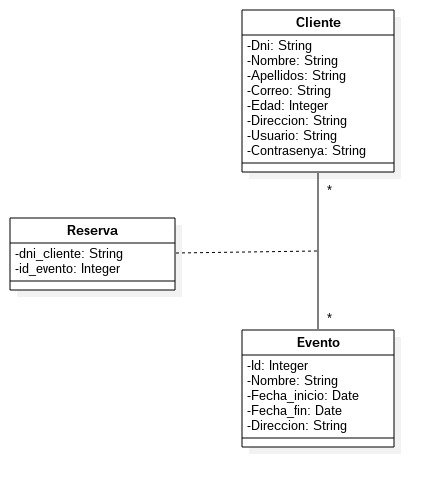 Cliente
-Dni: String
-Nombre: String
-Apellidos: String
-Correo: String
-Edad: Integer
-Direccion: String
-Usuario: String
-Contrasenya: String
*
Reserva
-dni_cliente: String
-id_evento: Integer
*
Evento
-Id: Integer
-Nombre: String
-Fecha_inicio: Date
-Fecha_fin: Date
-Direccion: String